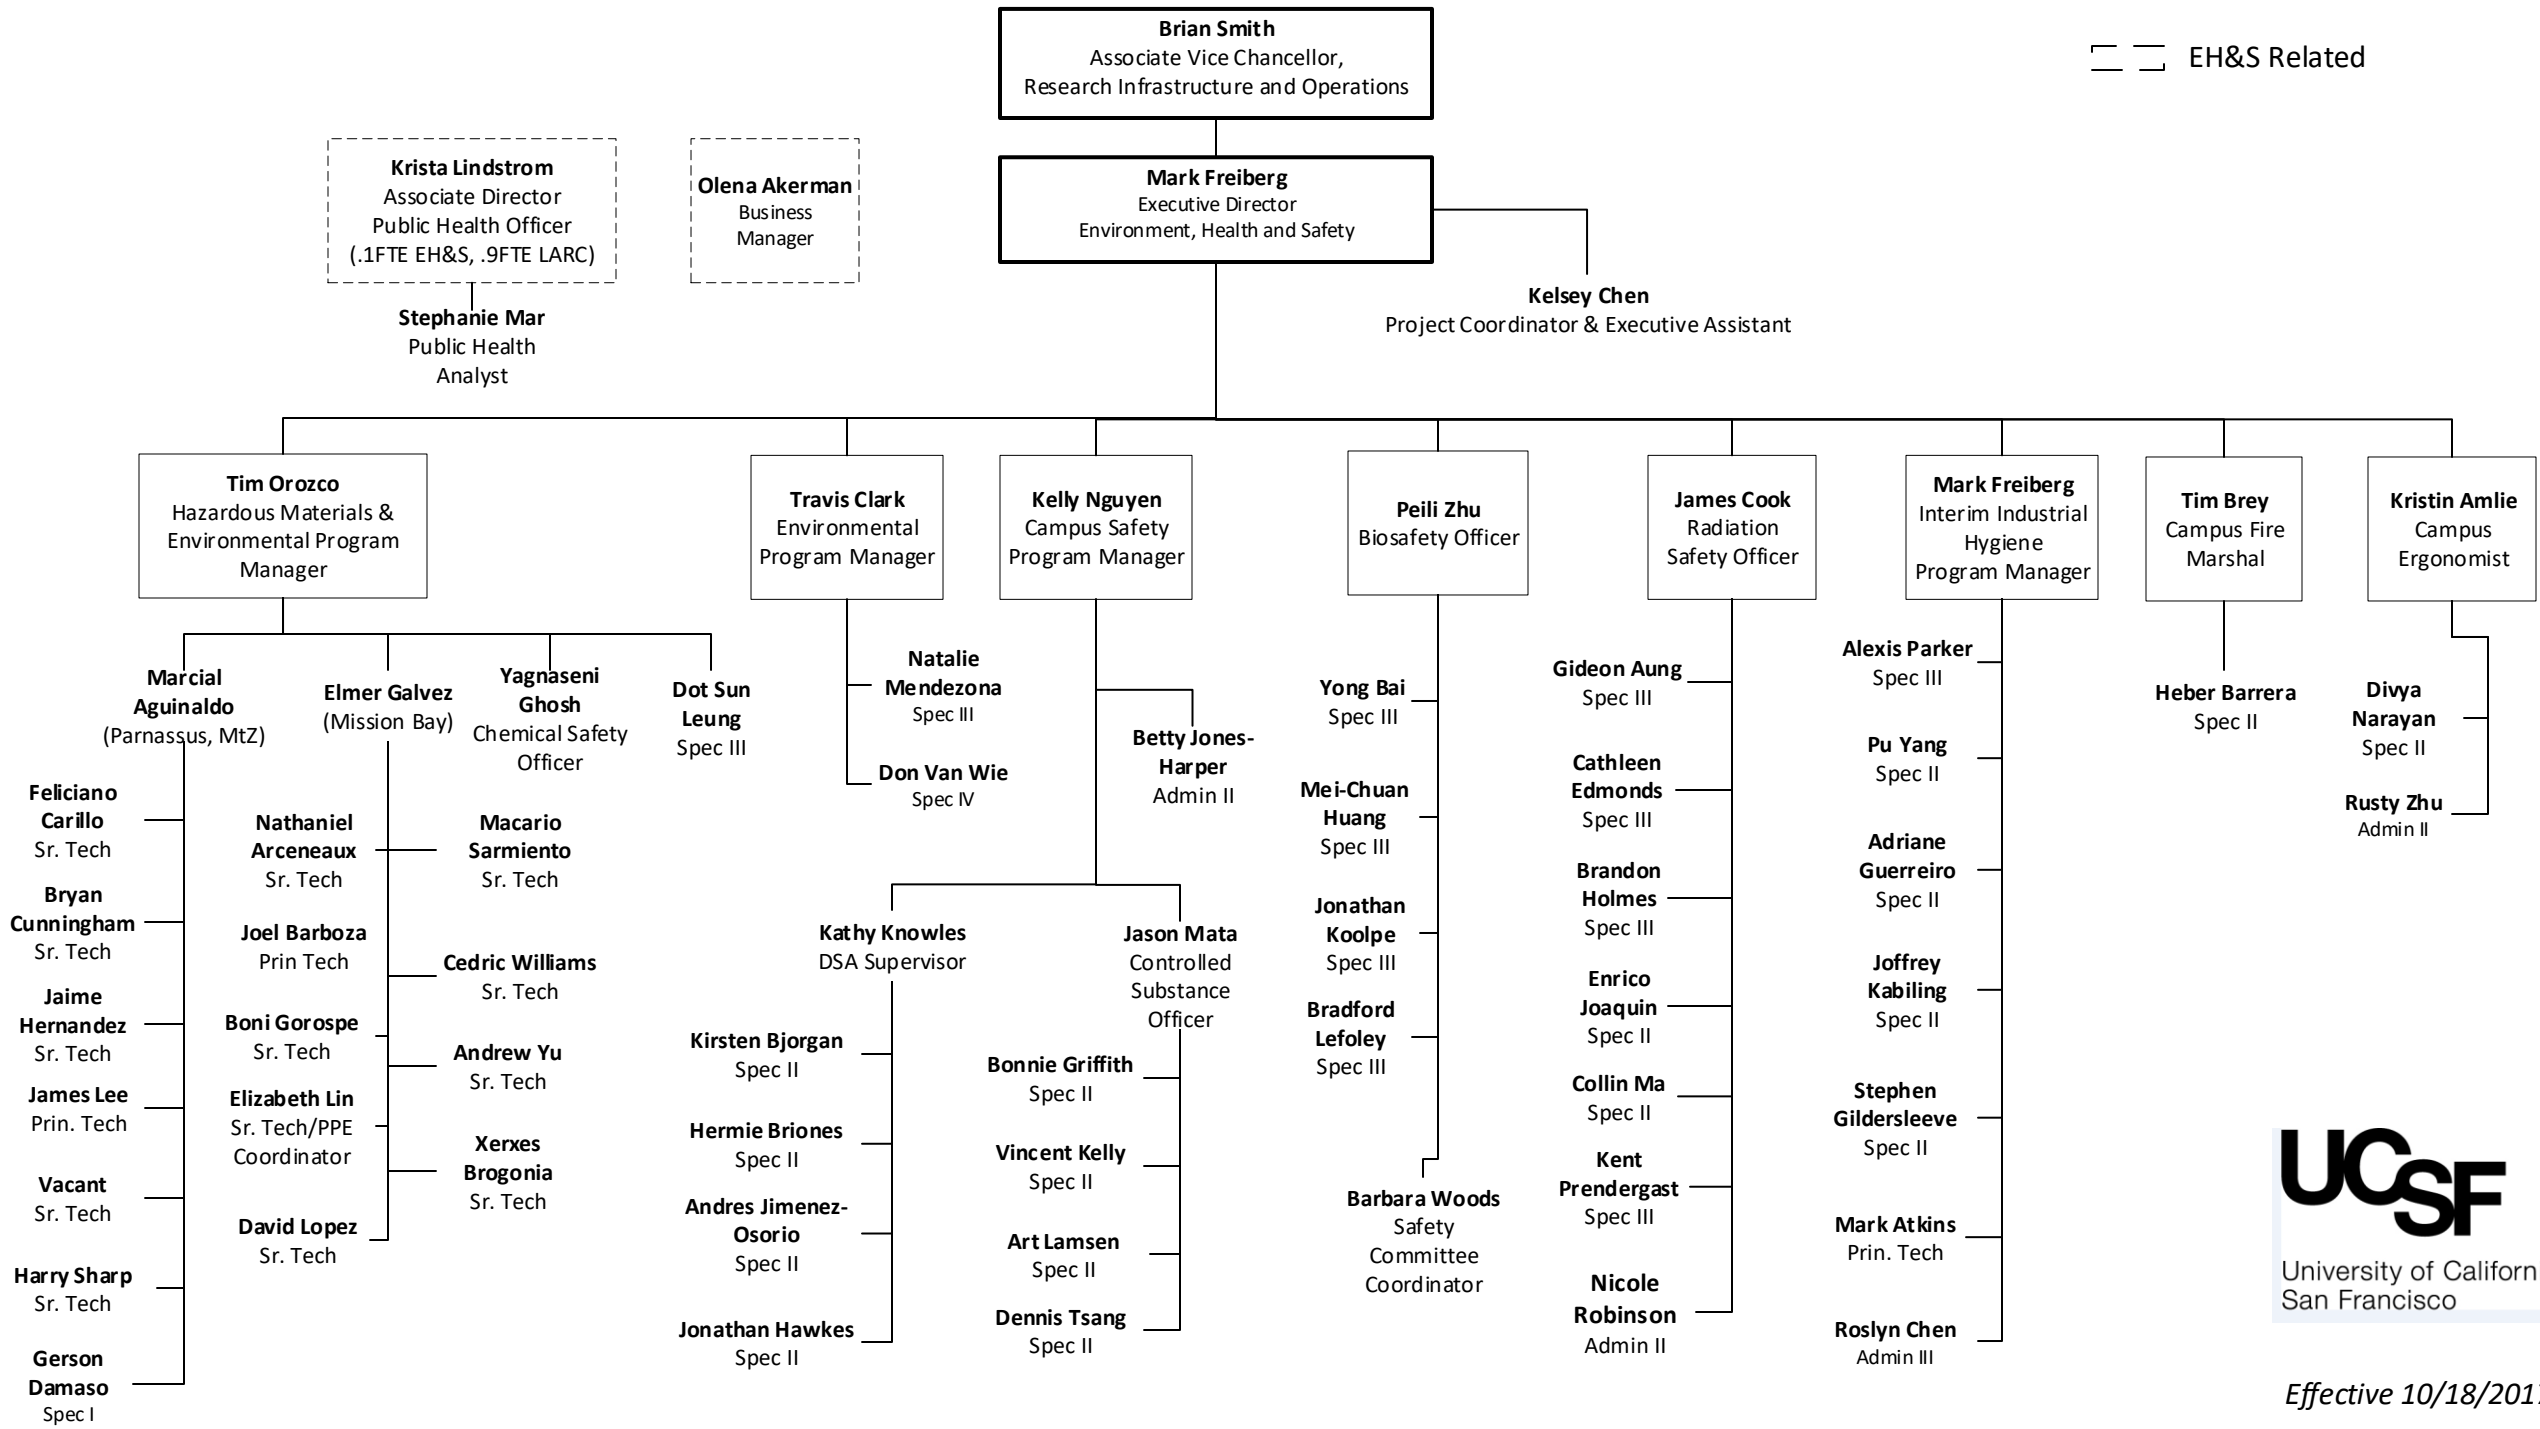 Brian Smith
Associate Vice Chancellor,
Research Infrastructure and Operations
EH&S Related
Krista Lindstrom
Associate Director
Public Health Officer
(.1FTE EH&S, .9FTE LARC)
Olena Akerman
Business
Manager
Mark Freiberg
Executive Director
Environment, Health and Safety
Stephanie Mar
Public Health
Analyst
Kelsey Chen
Project Coordinator & Executive Assistant
Tim Orozco
Hazardous Materials &
Environmental Program
Manager
Travis Clark
Environmental
Program Manager
Kelly Nguyen
Campus Safety
Program Manager
Peili Zhu
Biosafety Officer
James Cook
Radiation
Safety Officer
Mark Freiberg
Interim Industrial
Hygiene
Program Manager
Tim Brey
Campus Fire
Marshal
Kristin Amlie
Campus
Ergonomist
Marcial
Aguinaldo
(Parnassus, MtZ)
Elmer Galvez
(Mission Bay)
Yagnaseni
Ghosh
Chemical Safety
Officer
Dot Sun
Leung
Spec III
Feliciano
Carillo
Sr. Tech
Bryan
Cunningham
Sr. Tech
Jaime
Hernandez
Sr. Tech
James Lee
Prin. Tech
Vacant
Sr. Tech
Harry Sharp
Sr. Tech
Gerson
Damaso
Spec I
Nathaniel
Arceneaux
Sr. Tech
Joel Barboza
Prin Tech
Boni Gorospe
Sr. Tech
Elizabeth Lin
Sr. Tech/PPE
Coordinator
David Lopez
Sr. Tech
Macario
Sarmiento
Sr. Tech
Cedric Williams
Sr. Tech
Andrew Yu
Sr. Tech
Xerxes
Brogonia
Sr. Tech
Natalie
Mendezona
Spec III
Don Van Wie
Spec IV
Betty Jones-
Harper
Admin II
Kathy Knowles
DSA Supervisor
Kirsten Bjorgan
Spec II
Hermie Briones
Spec II
Andres Jimenez-
Osorio
Spec II
Jonathan Hawkes
Spec II
Jason Mata
Controlled
Substance
Officer
Bonnie Griffith
Spec II
Vincent Kelly
Spec II
Art Lamsen
Spec II
Dennis Tsang
Spec II
Yong Bai
Spec III
Mei-Chuan
Huang
Spec III
Jonathan
Koolpe
Spec III
Bradford
Lefoley
Spec III
Barbara Woods
Safety
Committee
Coordinator
Gideon Aung
Spec III
Cathleen
Edmonds
Spec III
Brandon
Holmes
Spec III
Enrico
Joaquin
Spec II
Collin Ma
Spec II
Kent
Prendergast
Spec III
Nicole
Robinson
Admin II
Alexis Parker
Spec III
Pu Yang
Spec II
Adriane
Guerreiro
Spec II
Joffrey
Kabiling
Spec II
Stephen
Gildersleeve
Spec II
Mark Atkins
Prin. Tech
Roslyn Chen
Admin III
Heber Barrera
Spec II
Divya
Narayan
Spec II
Rusty Zhu
Admin II
UCSF
University of Californ
San Francisco
Effective 10/18/2017